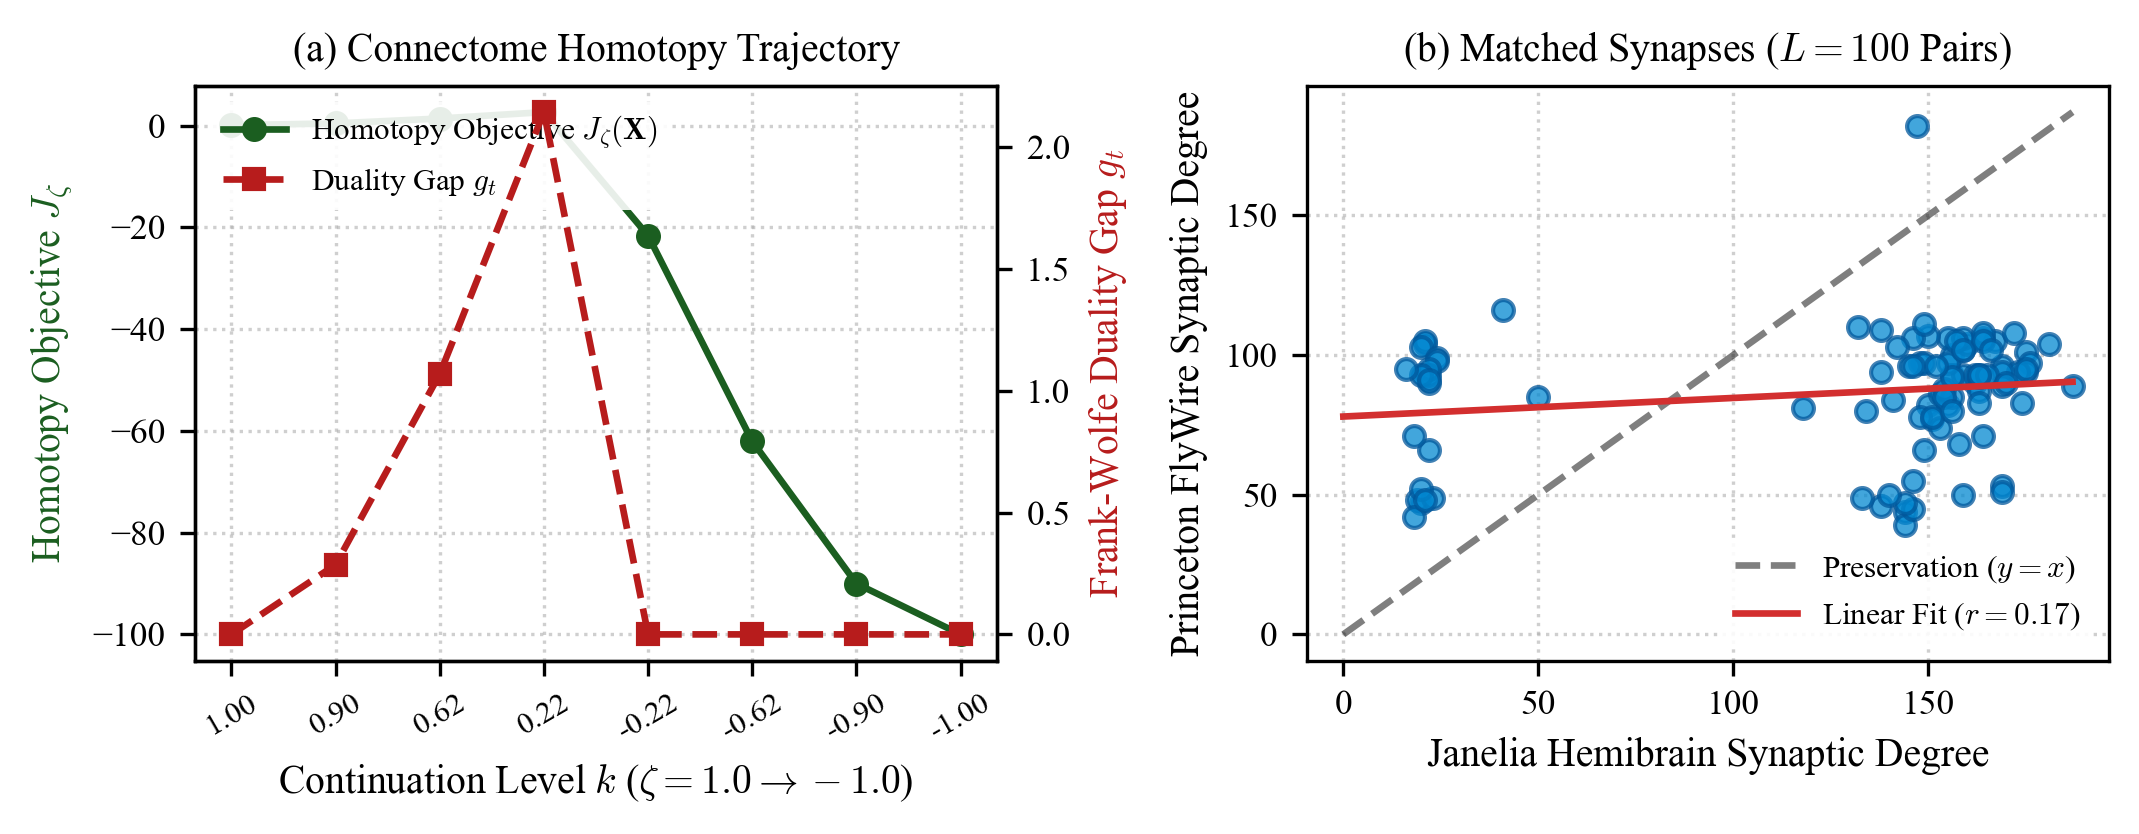 (a) Connectome Homotopy Trajectory
Homotopy Objective J_ζ
0
−20
−40
−60
−80
−100
Homotopy Objective J_ζ(X)
Duality Gap g_t
2.0
1.5
1.0
0.5
0.0
Frank-Wolfe Duality Gap g_t
1.00
0.90
0.62
0.22
-0.22
-0.62
-0.90
-1.00
Continuation Level k (ζ = 1.0 → − 1.0)
(b) Matched Synapses (L = 100 Pairs)
Princeton FlyWire Synaptic Degree
150
100
50
0
Preservation (y = x)
Linear Fit (r = 0.17)
0
50
100
150
Janelia Hemibrain Synaptic Degree